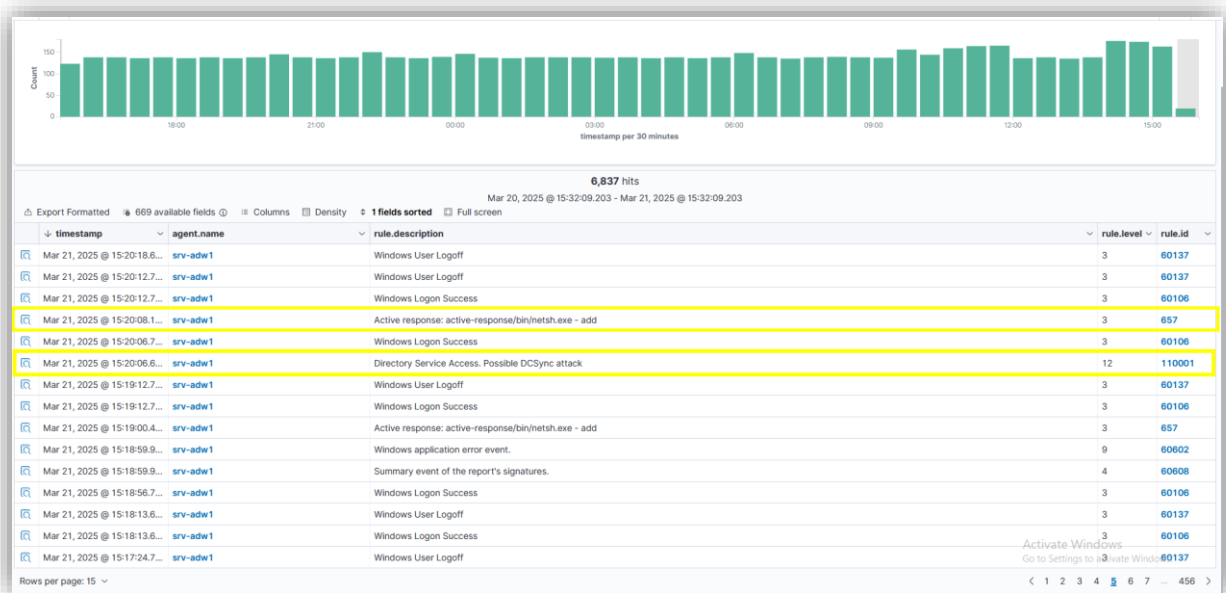 150
100
50
0
Count
18:00 21:00 00:00 03:00 06:00 09:00 12:00 15:00
timestamp per 30 minutes
6,837 hits
Mar 20, 2025 @ 15:32:09.203 - Mar 21, 2025 @ 15:32:09.203
Export Formatted 669 available fields Columns Density 1 fields sorted Full screen
timestamp agent.name rule.description rule.level rule.id
Mar 21, 2025 @ 15:20:18.6... srv-adw1 Windows User Logoff 3 60137
Mar 21, 2025 @ 15:20:12.7... srv-adw1 Windows User Logoff 3 60137
Mar 21, 2025 @ 15:20:12.7... srv-adw1 Windows Logon Success 3 60106
Mar 21, 2025 @ 15:20:08.1... srv-adw1 Active response: active-response/bin/netsh.exe - add 3 657
Mar 21, 2025 @ 15:20:06.7... srv-adw1 Windows Logon Success 3 60106
Mar 21, 2025 @ 15:20:06.6... srv-adw1 Directory Service Access. Possible DCSync attack 12 110001
Mar 21, 2025 @ 15:19:12.7... srv-adw1 Windows User Logoff 3 60137
Mar 21, 2025 @ 15:19:12.7... srv-adw1 Windows Logon Success 3 60106
Mar 21, 2025 @ 15:19:00.4... srv-adw1 Active response: active-response/bin/netsh.exe - add 3 657
Mar 21, 2025 @ 15:18:59.9... srv-adw1 Windows application error event. 9 60602
Mar 21, 2025 @ 15:18:59.9... srv-adw1 Summary event of the report's signatures. 4 60608
Mar 21, 2025 @ 15:18:56.7... srv-adw1 Windows Logon Success 3 60106
Mar 21, 2025 @ 15:18:13.6... srv-adw1 Windows User Logoff 3 60137
Mar 21, 2025 @ 15:18:13.6... srv-adw1 Windows Logon Success 3 60106
Activate Windows
Mar 21, 2025 @ 15:17:24.7... srv-adw1 Windows User Logoff 3 60137
Go to Settings to activate Windows
Rows per page: 15 1 2 3 4 5 6 7 ... 456